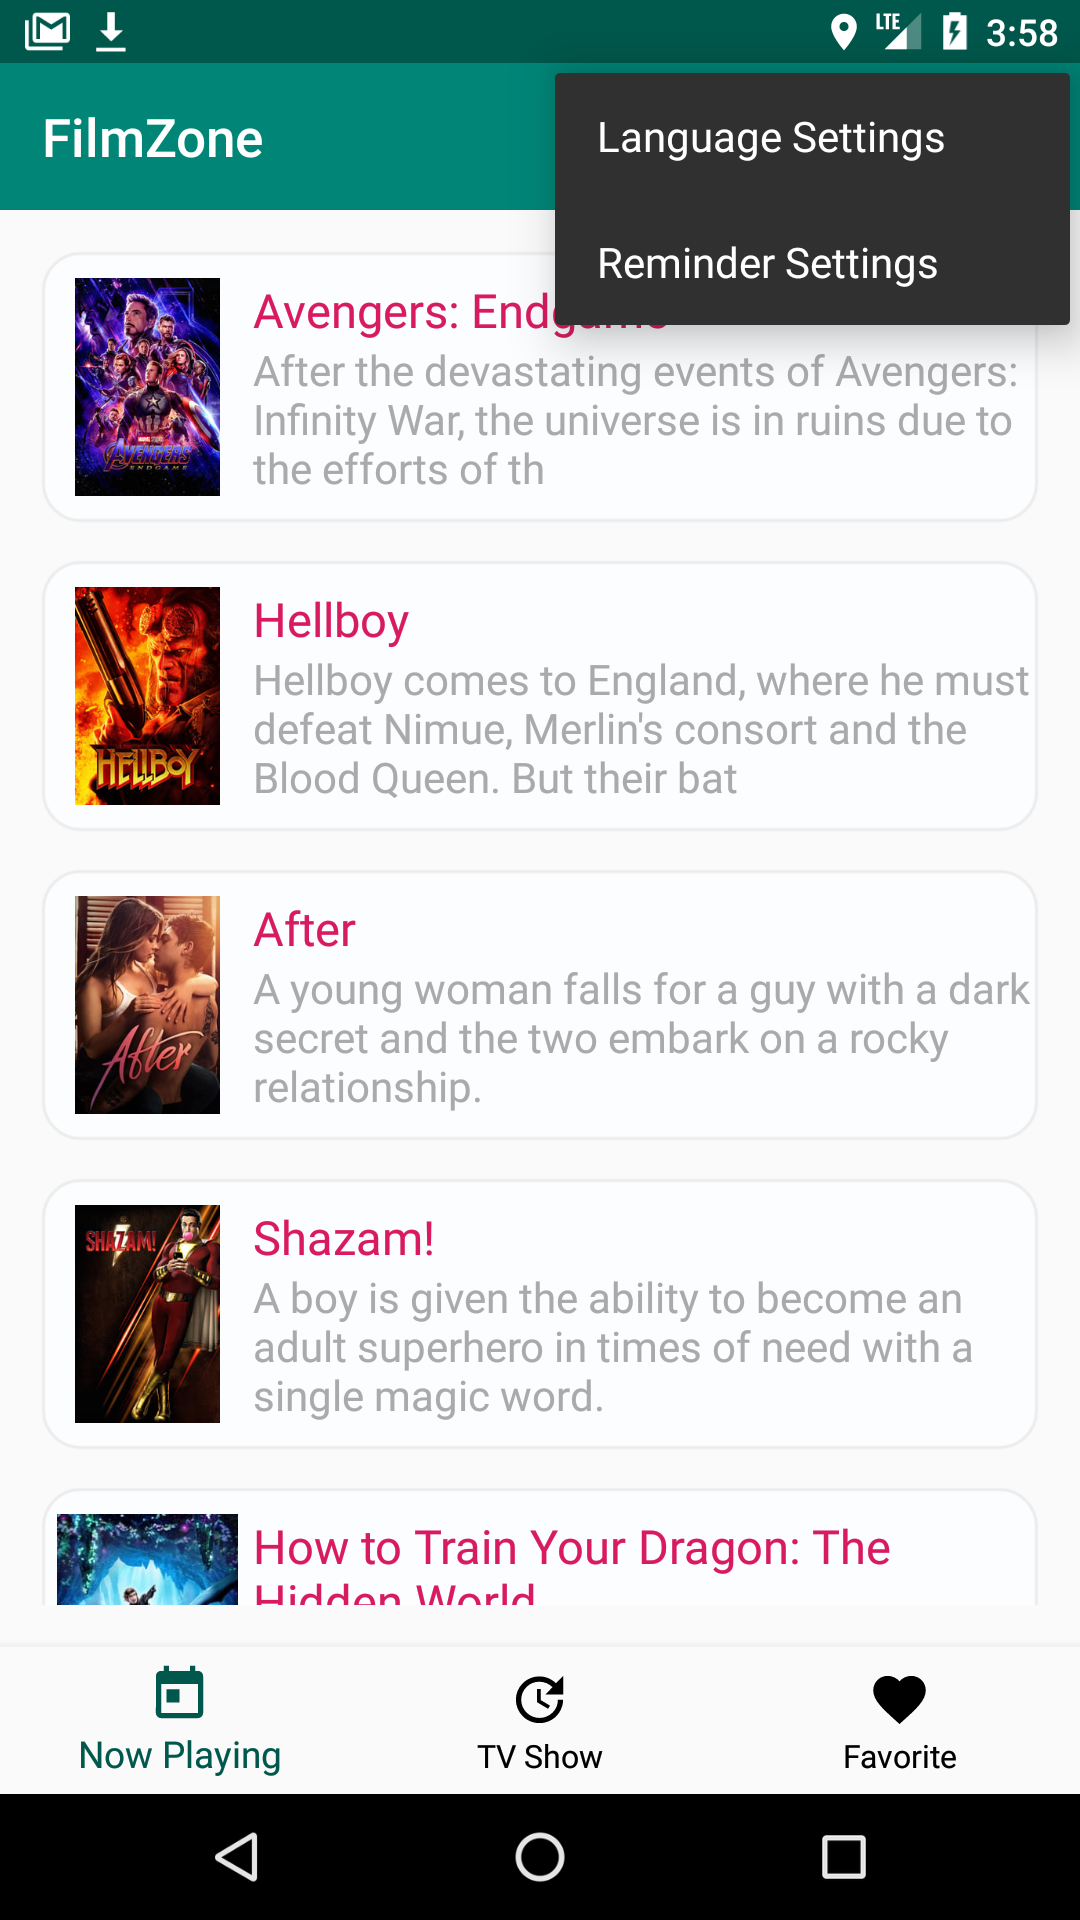 LTE 3:58
FilmZone
Language Settings
Reminder Settings
Avengers: Endgame
After the devastating events of Avengers:
Infinity War, the universe is in ruins due to
the efforts of th
AVENGERS
ENDGAME
Hellboy
Hellboy comes to England, where he must
defeat Nimue, Merlin's consort and the
Blood Queen. But their bat
HELLBOY
After
A young woman falls for a guy with a dark
secret and the two embark on a rocky
relationship.
After
Shazam!
SHAZAM!
A boy is given the ability to become an
adult superhero in times of need with a
single magic word.
How to Train Your Dragon: The
Hidden World
Now Playing
TV Show
Favorite